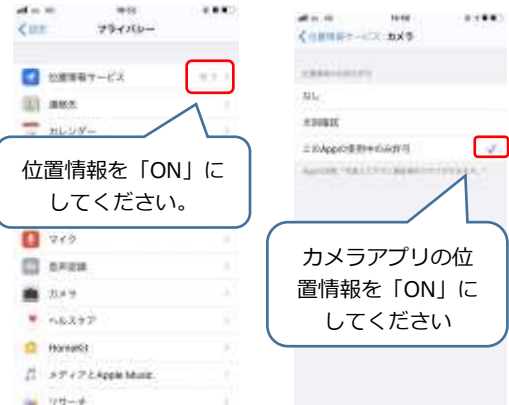 プライバシー
位置情報サービス
連絡先
カレンダー
位置情報を「ON」に
してください。
マイク
音声認識
カメラ
ヘルスケア
HomeKit
メディアとApple Music
リサーチ
位置情報サービス カメラ
なし
次回確認
このAppの使用中のみ許可
カメラアプリの位
置情報を「ON」に
してください